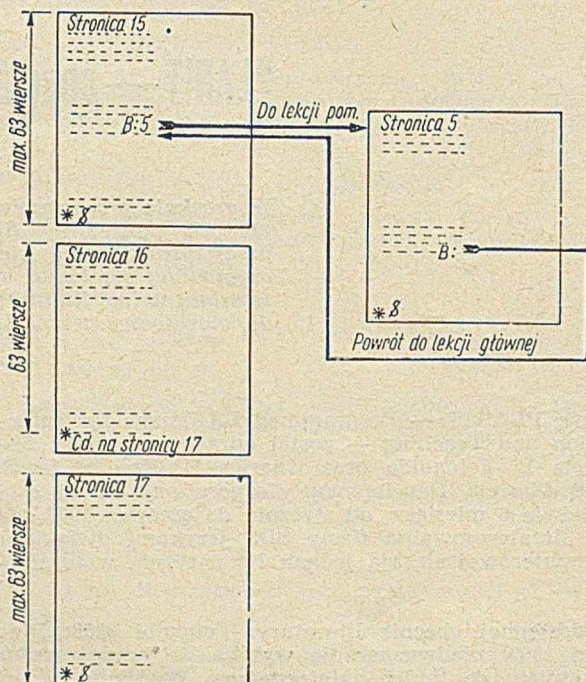 Stronica 15
max. 63 wiersze
B:5
Do lekcji pom.
* 8
Stronica 5
B:
* 8
Powrót do lekcji głównej
Stronica 16
63 wiersze
*Cd. na stronicy 17
Stronica 17
max. 63 wiersze
* 8